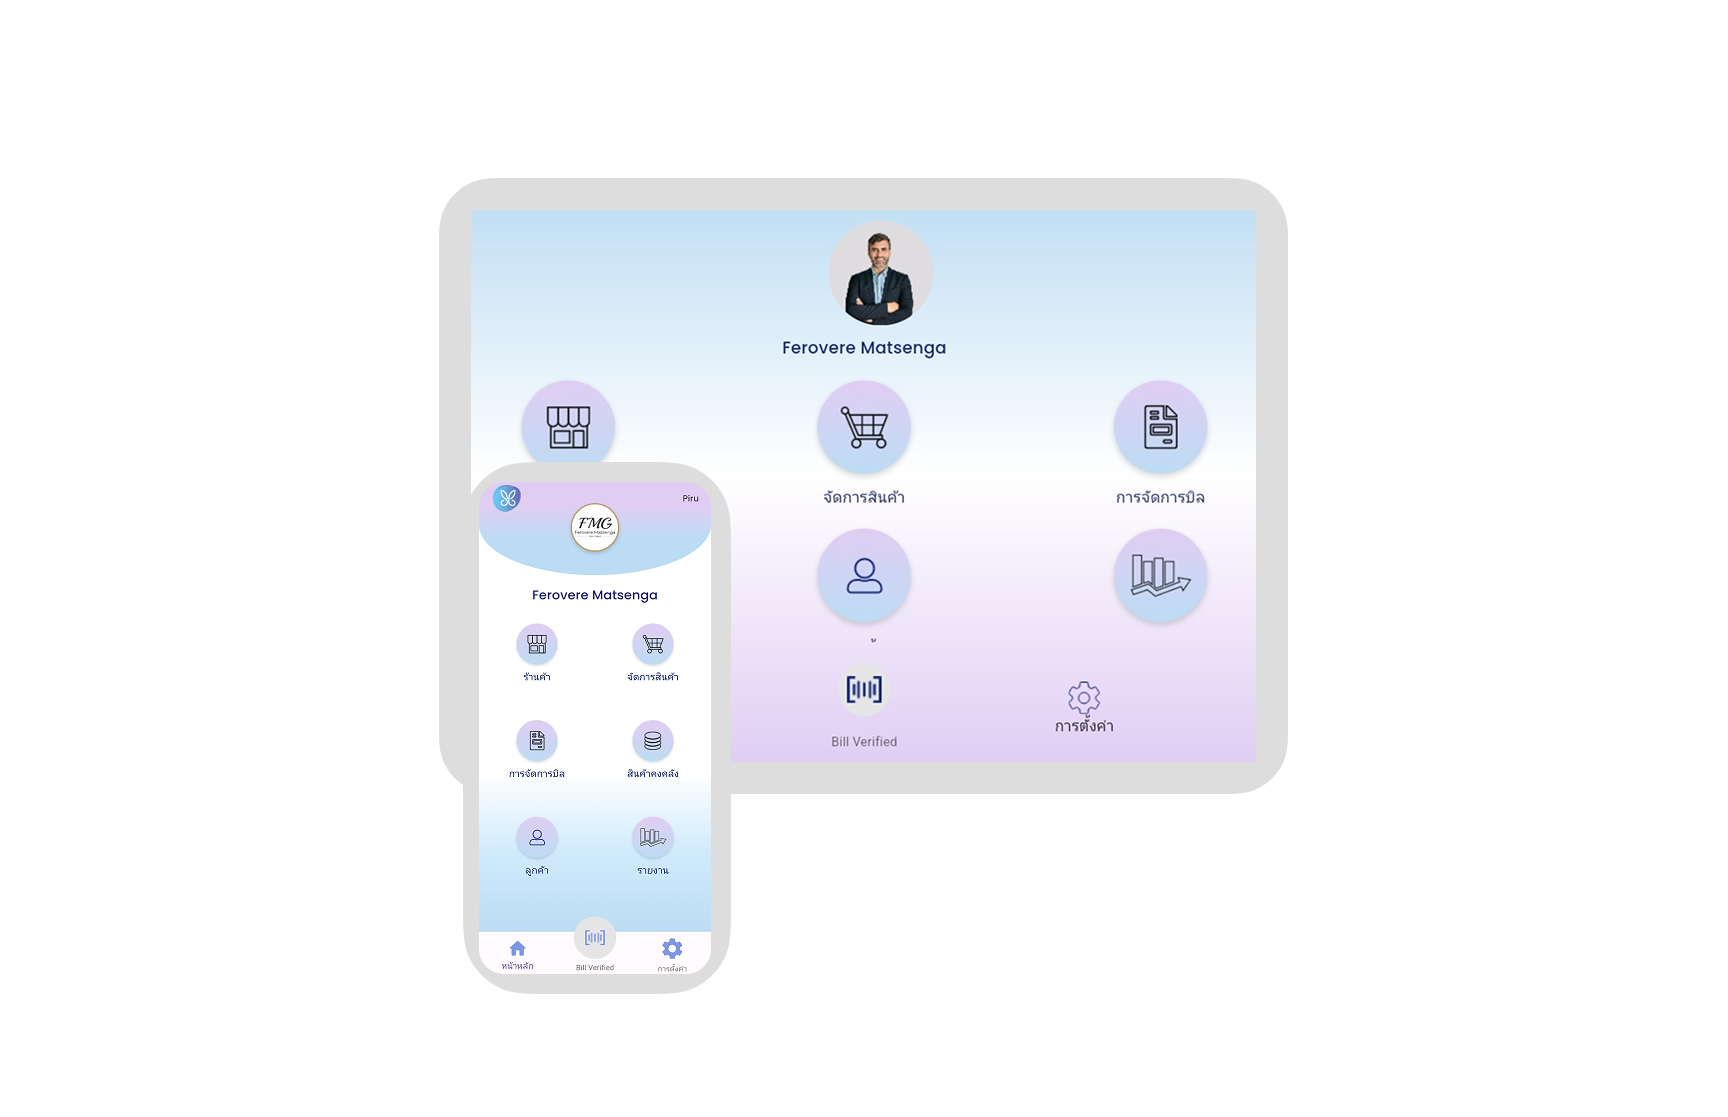 Ferovere Matsenga
จัดการสินค้า
การจัดการบิล
Bill Verified
การตั้งค่า
Piru
FMG
Ferovere Matsenga
Ferovere Matsenga
ร้านค้า
จัดการสินค้า
การจัดการบิล
สินค้าคงคลัง
ลูกค้า
รายงาน
หน้าหลัก
Bill Verified
การตั้งค่า